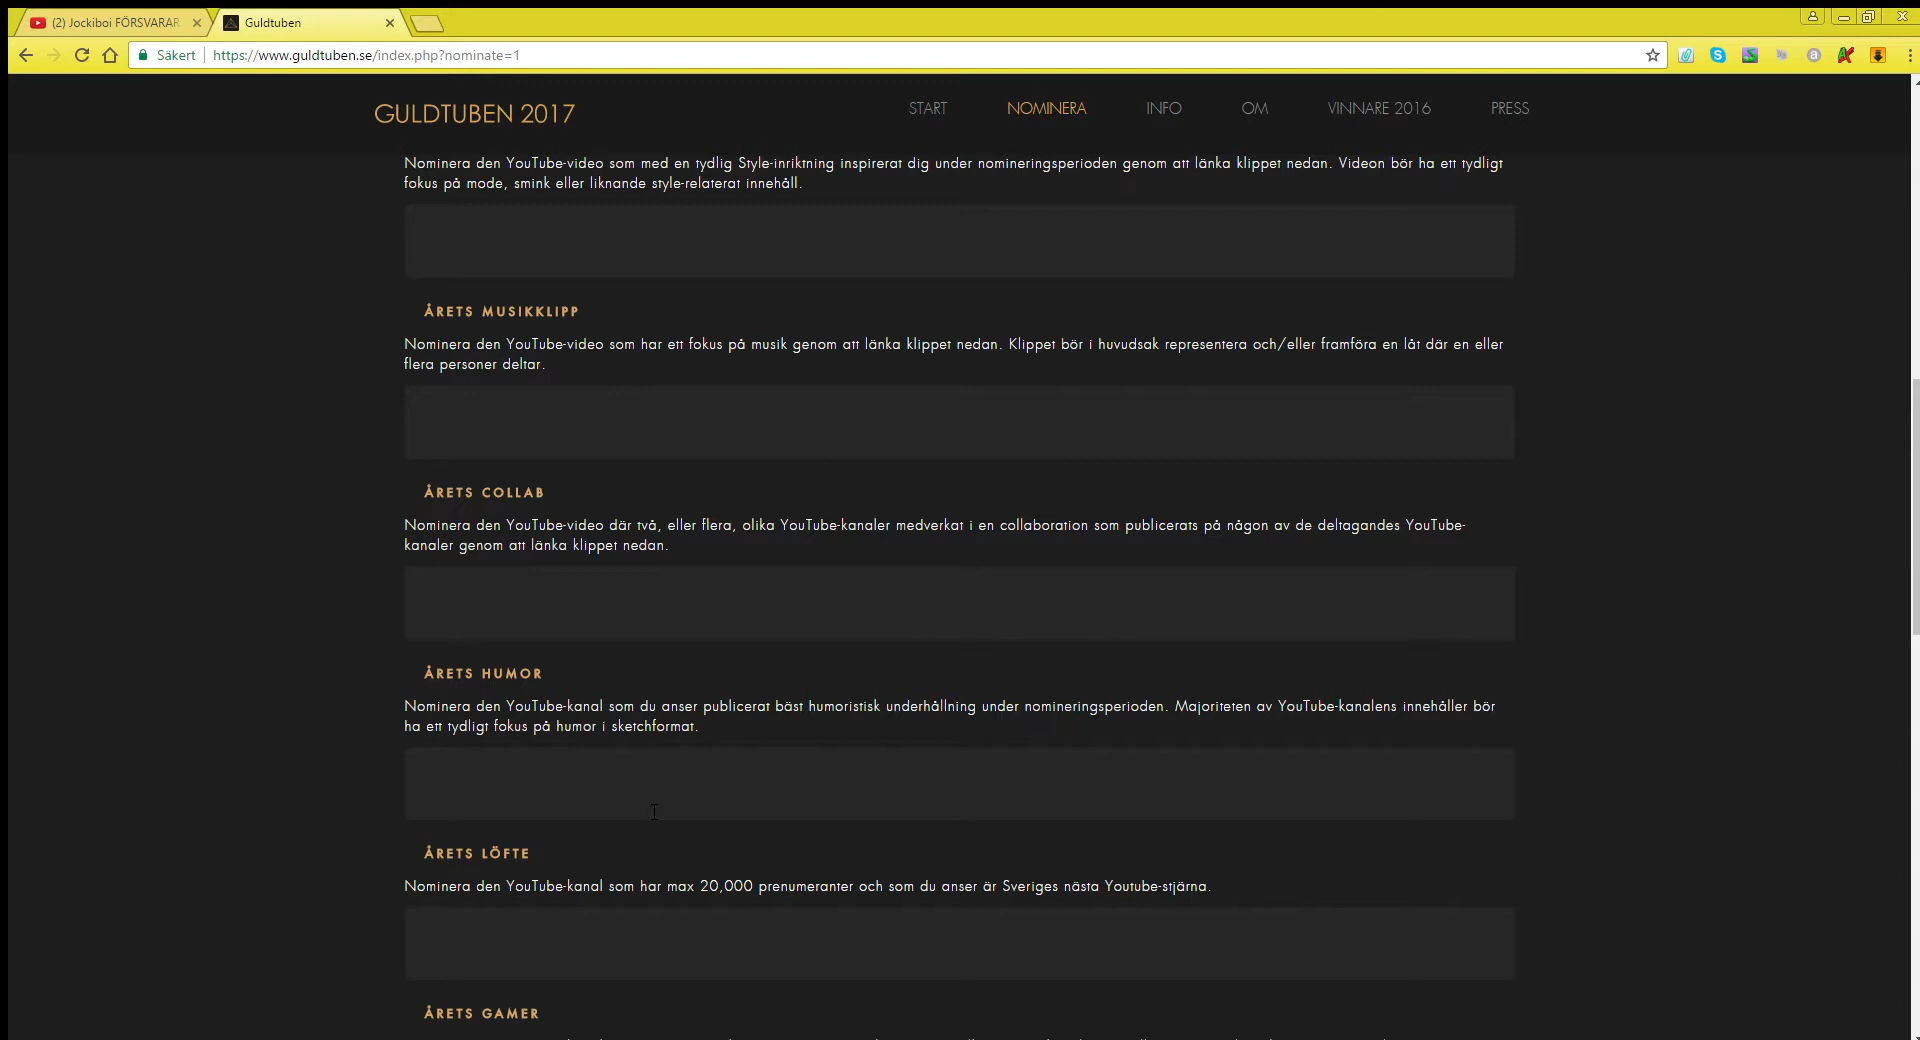 (2) Jockiboi FÖRSVARAR
Guldtuben
Säkert
https://www.guldtuben.se/index.php?nominate=1
GULDTUBEN 2017
START
NOMINERA
INFO
OM
VINNARE 2016
PRESS
Nominera den YouTube-video som med en tydlig Style-inriktning inspirerat dig under nomineringsperioden genom att länka klippet nedan. Videon bör ha ett tydligt
fokus på mode, smink eller liknande style-relaterat innehåll.
ÅRETS MUSIKKLIPP
Nominera den YouTube-video som har ett fokus på musik genom att länka klippet nedan. Klippet bör i huvudsak representera och/eller framföra en låt där en eller
flera personer deltar.
ÅRETS COLLAB
Nominera den YouTube-video där två, eller flera, olika YouTube-kanaler medverkat i en collaboration som publicerats på någon av de deltagandes YouTube-
kanaler genom att länka klippet nedan.
ÅRETS HUMOR
Nominera den YouTube-kanal som du anser publicerat bäst humoristisk underhållning under nomineringsperioden. Majoriteten av YouTube-kanalens innehåller bör
ha ett tydligt fokus på humor i sketchformat.
ÅRETS LÖFTE
Nominera den YouTube-kanal som har max 20,000 prenumeranter och som du anser är Sveriges nästa Youtube-stjärna.
ÅRETS GAMER